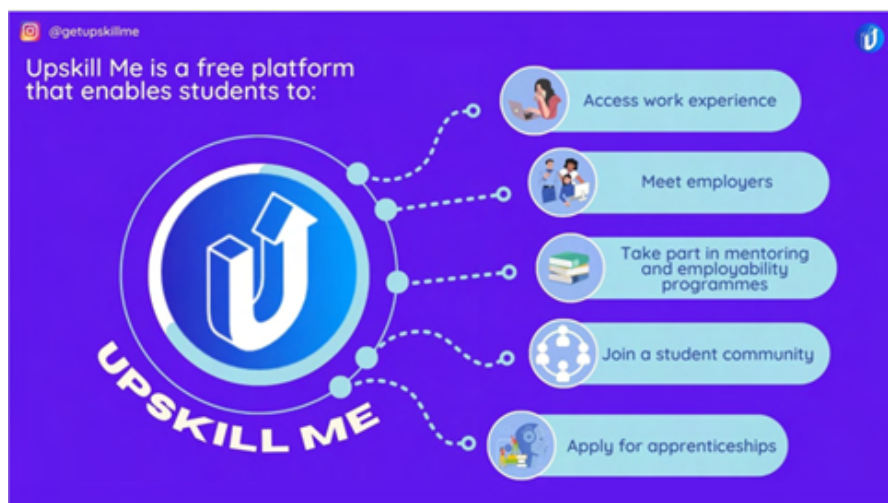 @getupskillme
Upskill Me is a free platform
that enables students to:
Access work experience
Meet employers
Take part in mentoring
and employability
programmes
Join a student community
Apply for apprenticeships
UPSKILL ME